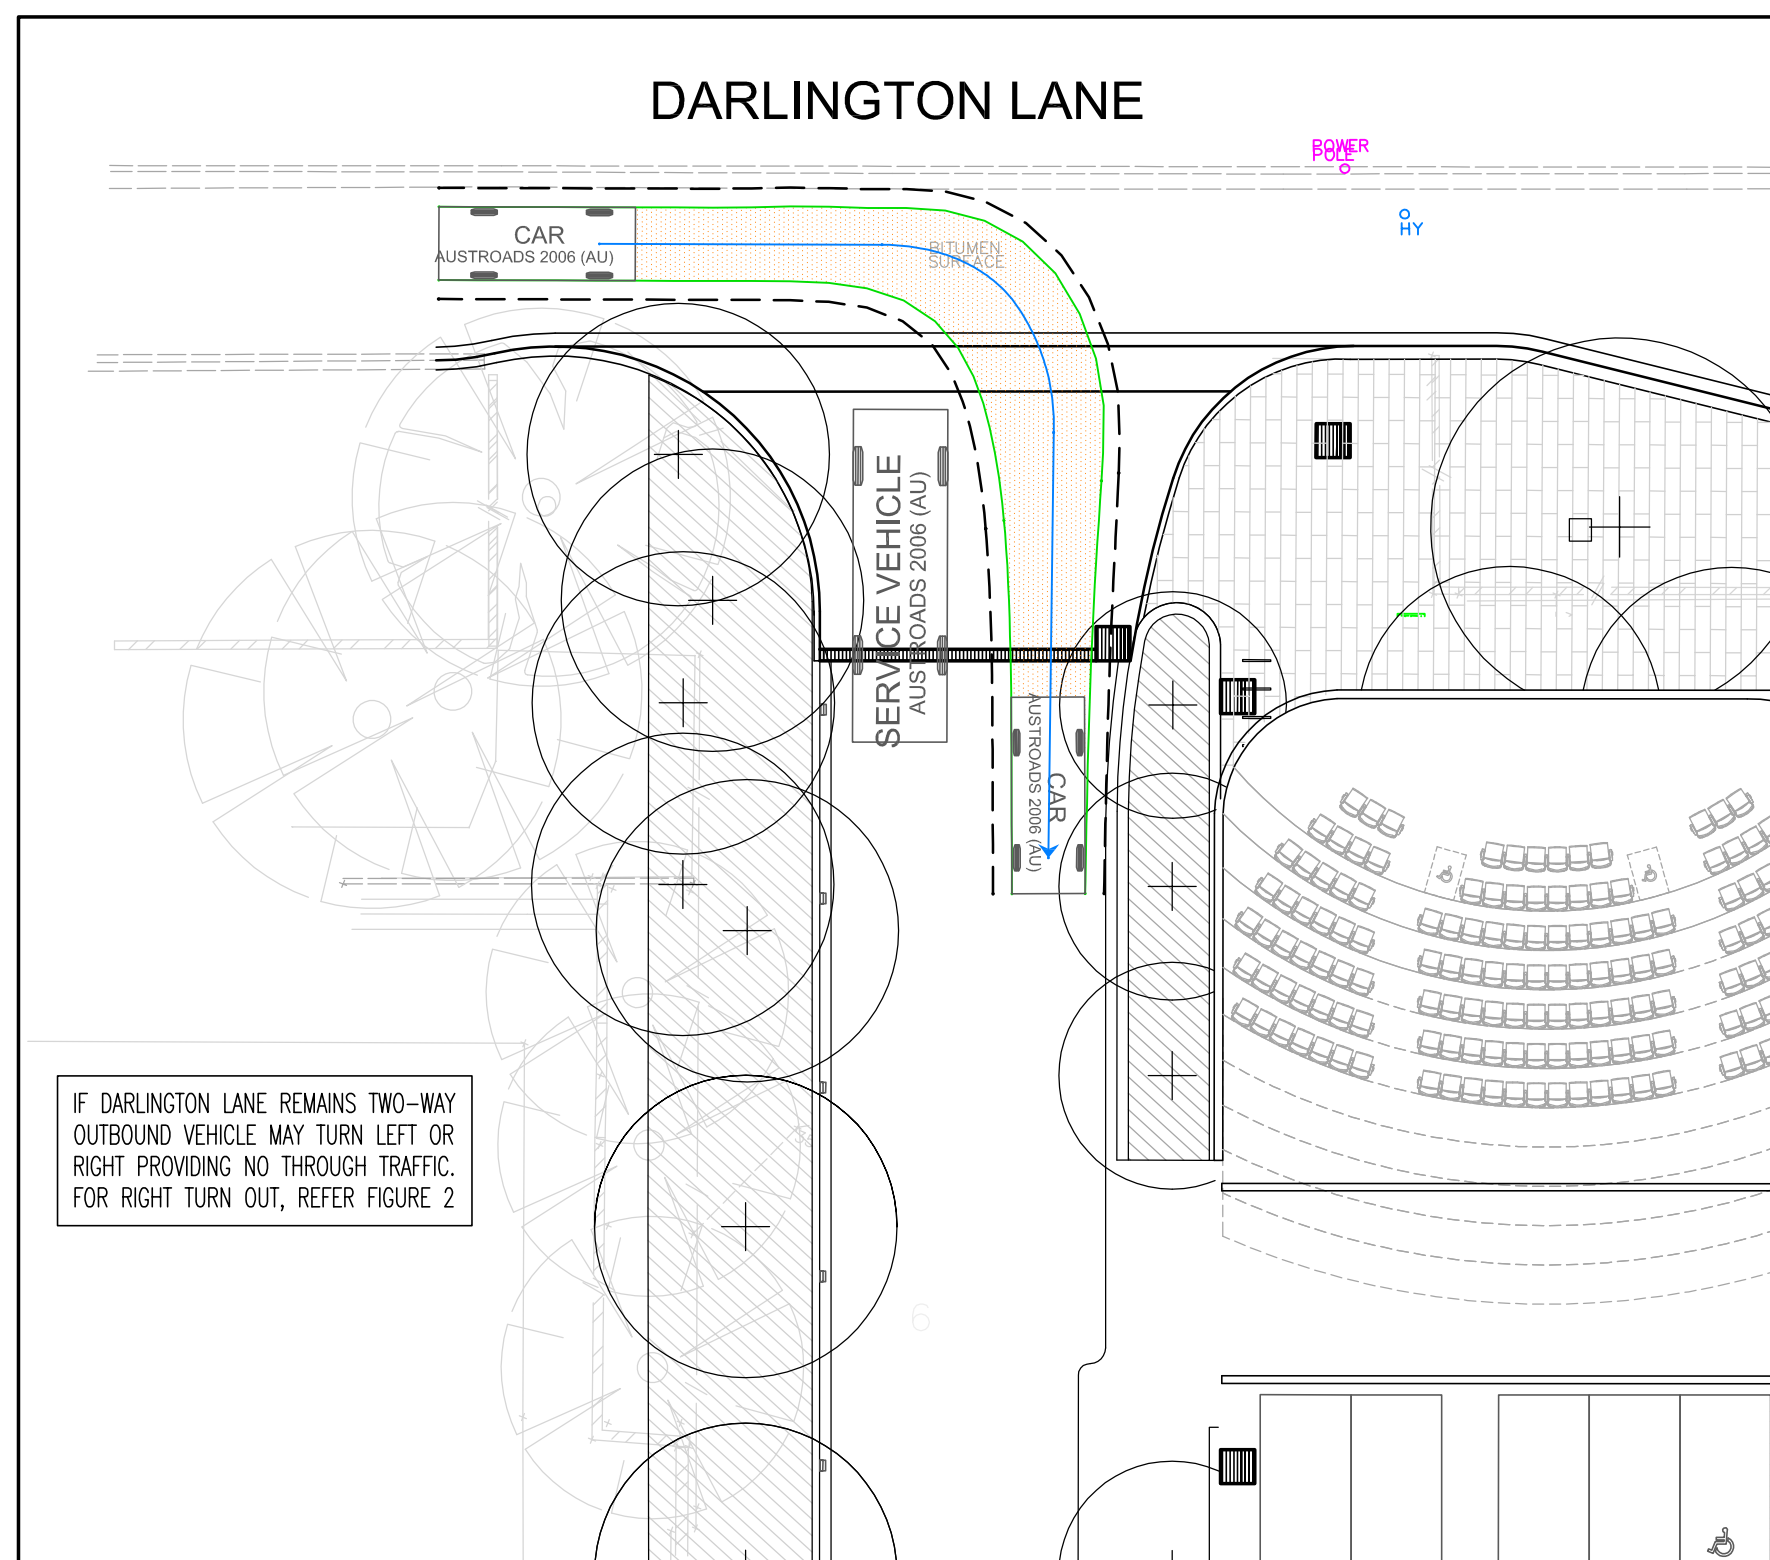 DARLINGTON LANE
POWER
POLE
HY
CAR
AUSTROADS 2006 (AU)
BITUMEN
SURFACE
SERVICE VEHICLE
AUSTROADS 2006 (AU)
CAR
AUSTROADS 2006 (AU)
IF DARLINGTON LANE REMAINS TWO-WAY
OUTBOUND VEHICLE MAY TURN LEFT OR
RIGHT PROVIDING NO THROUGH TRAFFIC.
FOR RIGHT TURN OUT, REFER FIGURE 2
6